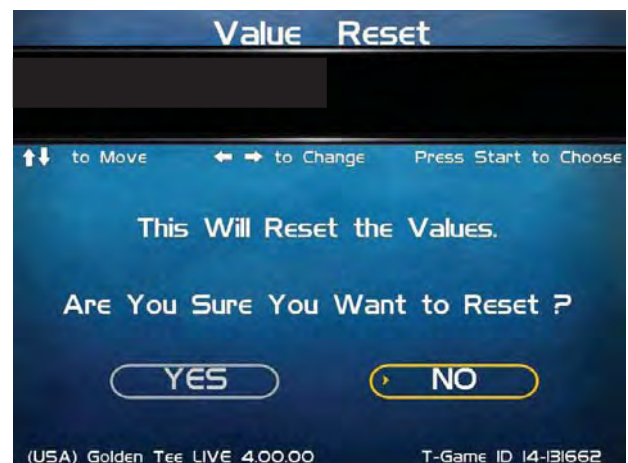 Value Reset
to Move to Change Press Start to Choose
This Will Reset the Values.
Are You Sure You Want to Reset ?
YES NO
(USA) Golden Tee LIVE 4.00.00 T-Game ID 14-131662